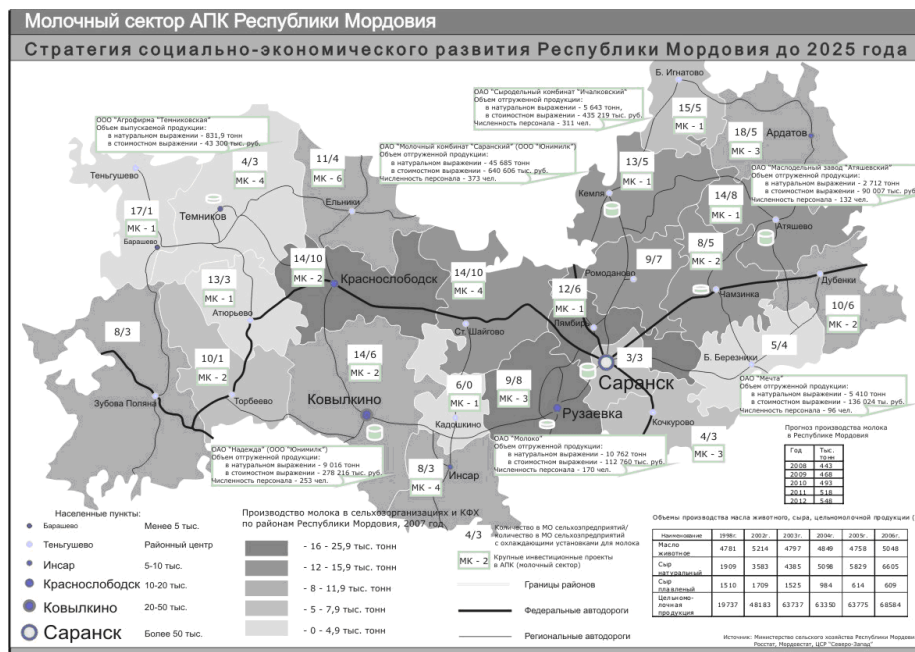 Молочный сектор АПК Республики Мордовия
Стратегия социально-экономического развития Республики Мордовия до 2025 года
ООО "Агрофирма "Темниковская"
Объем выпускаемой продукции:
в натуральном выражении - 831,9 тонн
в стоимостном выражении - 43 300 тыс. руб.
ОАО "Сыродельный комбинат "Ичалковский"
Объем отгруженной продукции:
в натуральном выражении - 5 643 тонн,
в стоимостном выражении - 435 219 тыс. руб.
Численность персонала - 311 чел.
ОАО "Молочный комбинат "Саранский" (ООО "Юнимилк")
Объем отгруженной продукции:
в натуральном выражении - 45 685 тонн
в стоимостном выражении - 640 606 тыс. руб.
Численность персонала - 373 чел.
ОАО "Маслодельный завод "Атяшевский"
Объем отгруженной продукции:
в натуральном выражении - 2 712 тонн
в стоимостном выражении - 90 007 тыс. руб.
Численность персонала - 132 чел.
Б. Игнатово
15/5
МК - 1
18/5
МК - 3
Ардатов
Теньгушево
4/3
МК - 4
11/4
МК - 6
13/5
МК - 1
Кемля
14/8
МК - 1
Атяшево
17/1
МК - 1
Барашево
Темников
Ельники
14/10
МК - 2
Краснослободск
14/10
МК - 4
Ромоданово
9/7
8/5
МК - 2
Чамзинка
Дубенки
13/3
МК - 1
Атюрьево
12/6
МК - 1
Лямбирь
10/6
МК - 2
8/3
Ст. Шайгово
10/1
МК - 2
14/6
МК - 2
6/0
МК - 1
9/8
МК - 3
3/3
Саранск
5/4
Б. Березники
Зубова Поляна
Торбеево
Ковылкино
Кадошкино
Рузаевка
Кочкурово
4/3
МК - 3
8/3
МК - 4
Инсар
ОАО "Мечта"
Объем отгруженной продукции:
в натуральном выражении - 5 410 тонн
в стоимостном выражении - 136 024 тыс. руб.
Численность персонала - 96 чел.
ОАО "Надежда" (ООО "Юнимилк")
Объем отгруженной продукции:
в натуральном выражении - 9 016 тонн
в стоимостном выражении - 278 216 тыс. руб.
Численность персонала - 253 чел.
ОАО "Молоко"
Объем отгруженной продукции:
в натуральном выражении - 10 762 тонн
в стоимостном выражении - 112 760 тыс. руб.
Численность персонала - 170 чел.
Прогноз производства молока
в Республике Мордовия
Год Тыс. тонн
2008 443
2009 468
2010 493
2011 518
2012 548
Населенные пункты:
Барашево Менее 5 тыс.
Теньгушево Районный центр
Инсар 5-10 тыс.
Краснослободск 10-20 тыс.
Ковылкино 20-50 тыс.
Саранск Более 50 тыс.
Производство молока в сельхозорганизациях и КФХ
по районам Республики Мордовия, 2007 год
- 16 - 25,9 тыс. тонн
- 12 - 15,9 тыс. тонн
- 8 - 11,9 тыс. тонн
- 5 - 7,9 тыс. тонн
- 0 - 4,9 тыс. тонн
4/3
Количество в МО сельхозпредприятий/
количество в МО сельхозпредприятий
с охлаждающими установками для молока
МК - 2
Крупные инвестиционные проекты
в АПК (молочный сектор)
Границы районов
Федеральные автодороги
Региональные автодороги
Объемы производства масла животного, сыра, цельномолочной продукции (
Наименование 1998г. 2002г. 2003г. 2004г. 2005г. 2006г.
Масло животное 4781 5214 4797 4849 4758 5048
Сыр натуральный 1909 3583 4385 5098 5829 6605
Сыр плавленый 1510 1709 1525 984 614 609
Цельномолочная продукция 19737 48183 63737 63350 63775 68584
Источник: Министерство сельского хозяйства Республики Мордови
Росстат, Мордовстат, ЦСР "Северо-Запад"